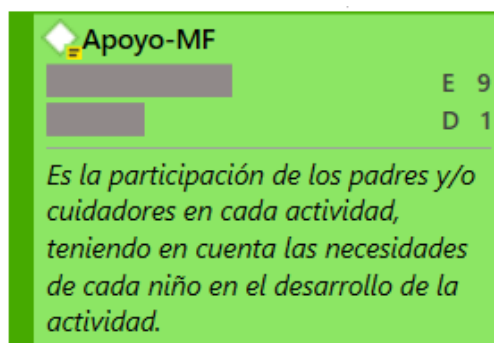 Apoyo-MF
E 9
D 1
Es la participación de los padres y/o
cuidadores en cada actividad,
teniendo en cuenta las necesidades
de cada niño en el desarrollo de la
actividad.